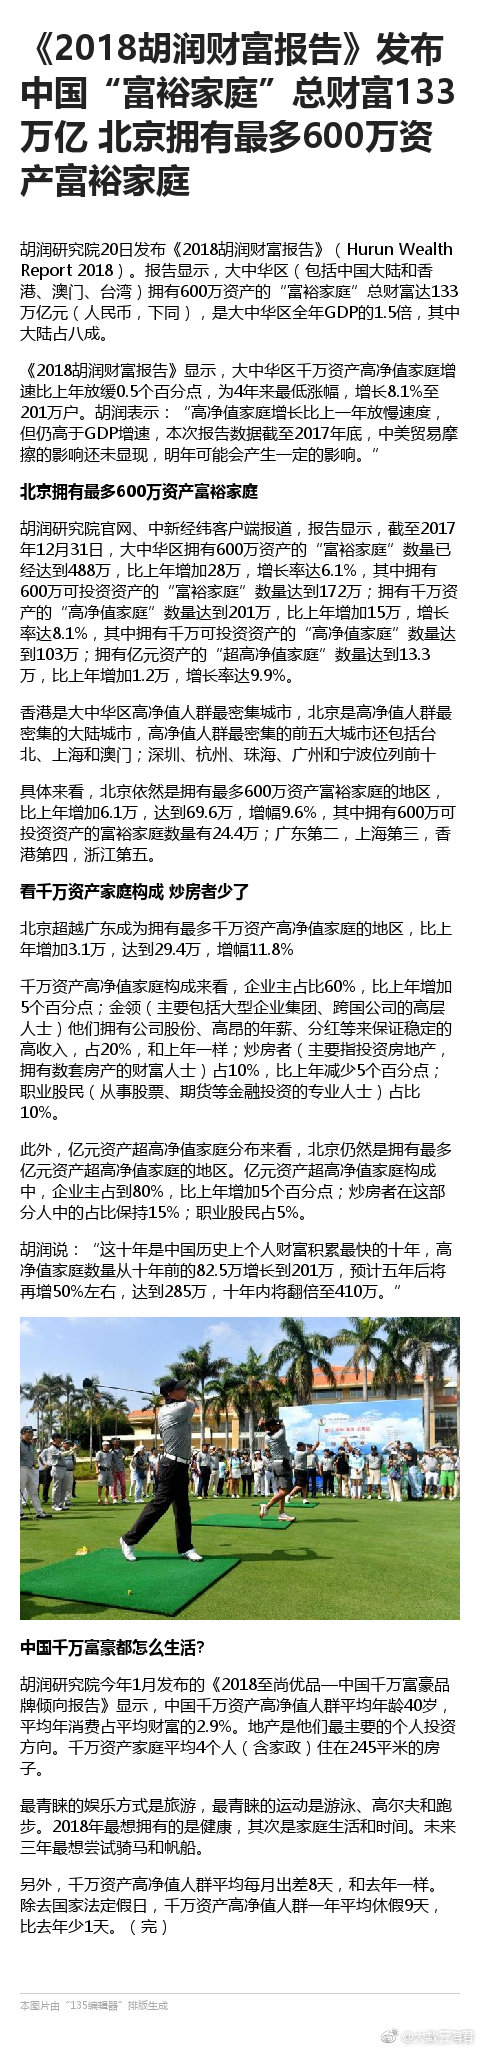 《2018胡润财富报告》发布
中国“富裕家庭”总财富133
万亿 北京拥有最多600万资
产富裕家庭
胡润研究院20日发布《2018胡润财富报告》（Hurun Wealth
Report 2018）。报告显示，大中华区（包括中国大陆和香
港、澳门、台湾）拥有600万资产的“富裕家庭”总财富达133
万亿元（人民币，下同），是大中华区全年GDP的1.5倍，其中
大陆占八成。
《2018胡润财富报告》显示，大中华区千万资产高净值家庭增
速比上年放缓0.5个百分点，为4年来最低涨幅，增长8.1%至
201万户。胡润表示：“高净值家庭增长比上一年放慢速度，
但仍高于GDP增速，本次报告数据截至2017年底，中美贸易摩
擦的影响还未显现，明年可能会产生一定的影响。”
北京拥有最多600万资产富裕家庭
胡润研究院官网、中新经纬客户端报道，报告显示，截至2017
年12月31日，大中华区拥有600万资产的“富裕家庭”数量已
经达到488万，比上年增加28万，增长率达6.1%，其中拥有
600万可投资资产的“富裕家庭”数量达到172万；拥有千万资
产的“高净值家庭”数量达到201万，比上年增加15万，增长
率达8.1%，其中拥有千万可投资资产的“高净值家庭”数量达
到103万；拥有亿元资产的“超高净值家庭”数量达到13.3
万，比上年增加1.2万，增长率达9.9%。
香港是大中华区高净值人群最密集城市，北京是高净值人群最
密集的大陆城市，高净值人群最密集的前五大城市还包括台
北、上海和澳门；深圳、杭州、珠海、广州和宁波位列前十
具体来看，北京依然是拥有最多600万资产富裕家庭的地区，
比上年增加6.1万，达到69.6万，增幅9.6%，其中拥有600万可
投资资产的富裕家庭数量有24.4万；广东第二，上海第三，香
港第四，浙江第五。
看千万资产家庭构成 炒房者少了
北京超越广东成为拥有最多千万资产高净值家庭的地区，比上
年增加3.1万，达到29.4万，增幅11.8%
千万资产高净值家庭构成来看，企业主占比60%，比上年增加
5个百分点；金领（主要包括大型企业集团、跨国公司的高层
人士）他们拥有公司股份、高昂的年薪、分红等来保证稳定的
高收入，占20%，和上年一样；炒房者（主要指投资房地产，
拥有数套房产的财富人士）占10%，比上年减少5个百分点；
职业股民（从事股票、期货等金融投资的专业人士）占比
10%。
此外，亿元资产超高净值家庭分布来看，北京仍然是拥有最多
亿元资产超高净值家庭的地区。亿元资产超高净值家庭构成
中，企业主占到80%，比上年增加5个百分点；炒房者在这部
分人中的占比保持15%；职业股民占5%。
胡润说：“这十年是中国历史上个人财富积累最快的十年，高
净值家庭数量从十年前的82.5万增长到201万，预计五年后将
再增50%左右，达到285万，十年内将翻倍至410万。“
中国千万富豪都怎么生活?
胡润研究院今年1月发布的《2018至尚优品—中国千万富豪品
牌倾向报告》显示，中国千万资产高净值人群平均年龄40岁，
平均年消费占平均财富的2.9%。地产是他们最主要的个人投资
方向。千万资产家庭平均4个人（含家政）住在245平米的房
子。
最青睐的娱乐方式是旅游，最青睐的运动是游泳、高尔夫和跑
步。2018年最想拥有的是健康，其次是家庭生活和时间。未来
三年最想尝试骑马和帆船。
另外，千万资产高净值人群平均每月出差8天，和去年一样。
除去国家法定假日，千万资产高净值人群一年平均休假9天，
比去年少1天。（完）
本图片由“135编辑器”排版生成